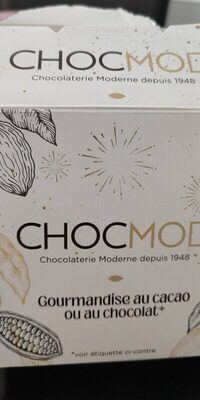 CHOCMOD
Chocolaterie Moderne depuis 1948
CHOCMOD
Chocolaterie Moderne depuis 1948 *
Gourmandise au cacao
ou au chocolat*
*voir étiquette ci-contre